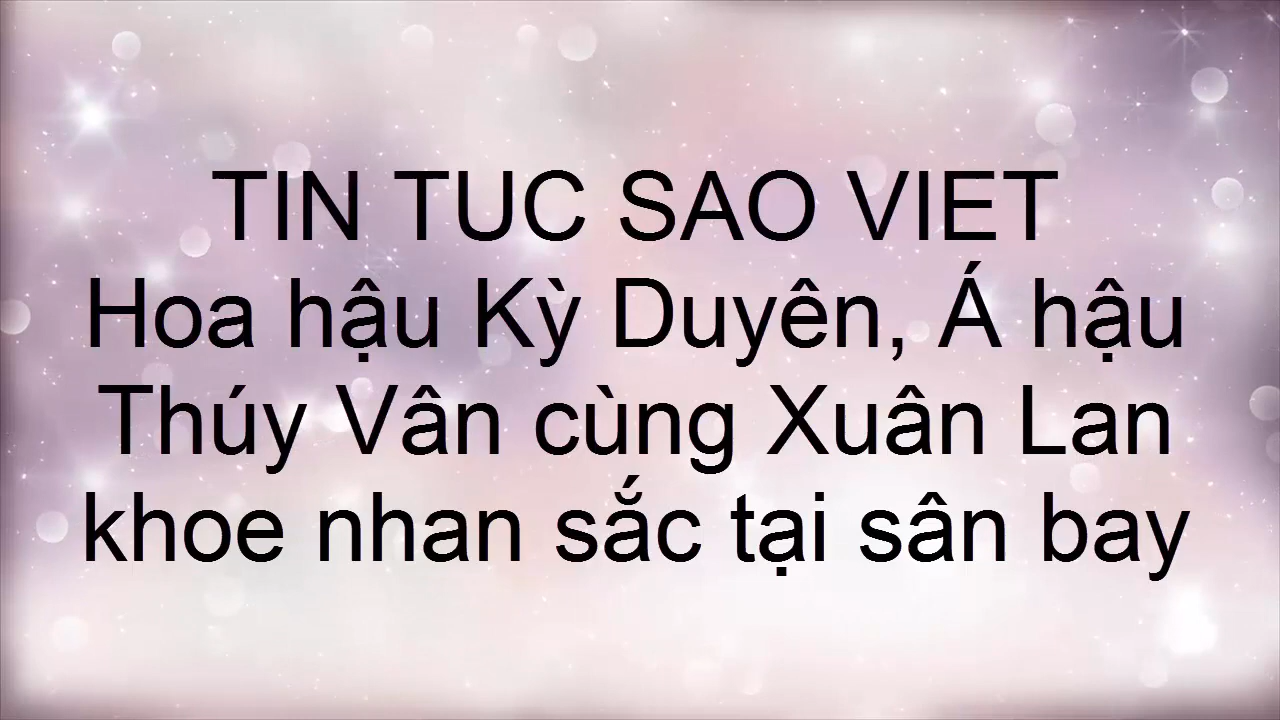 TIN TUC SAO VIET
Hoa hậu Kỳ Duyên, Á hậu
Thúy Vân cùng Xuân Lan
khoe nhan sắc tại sân bay